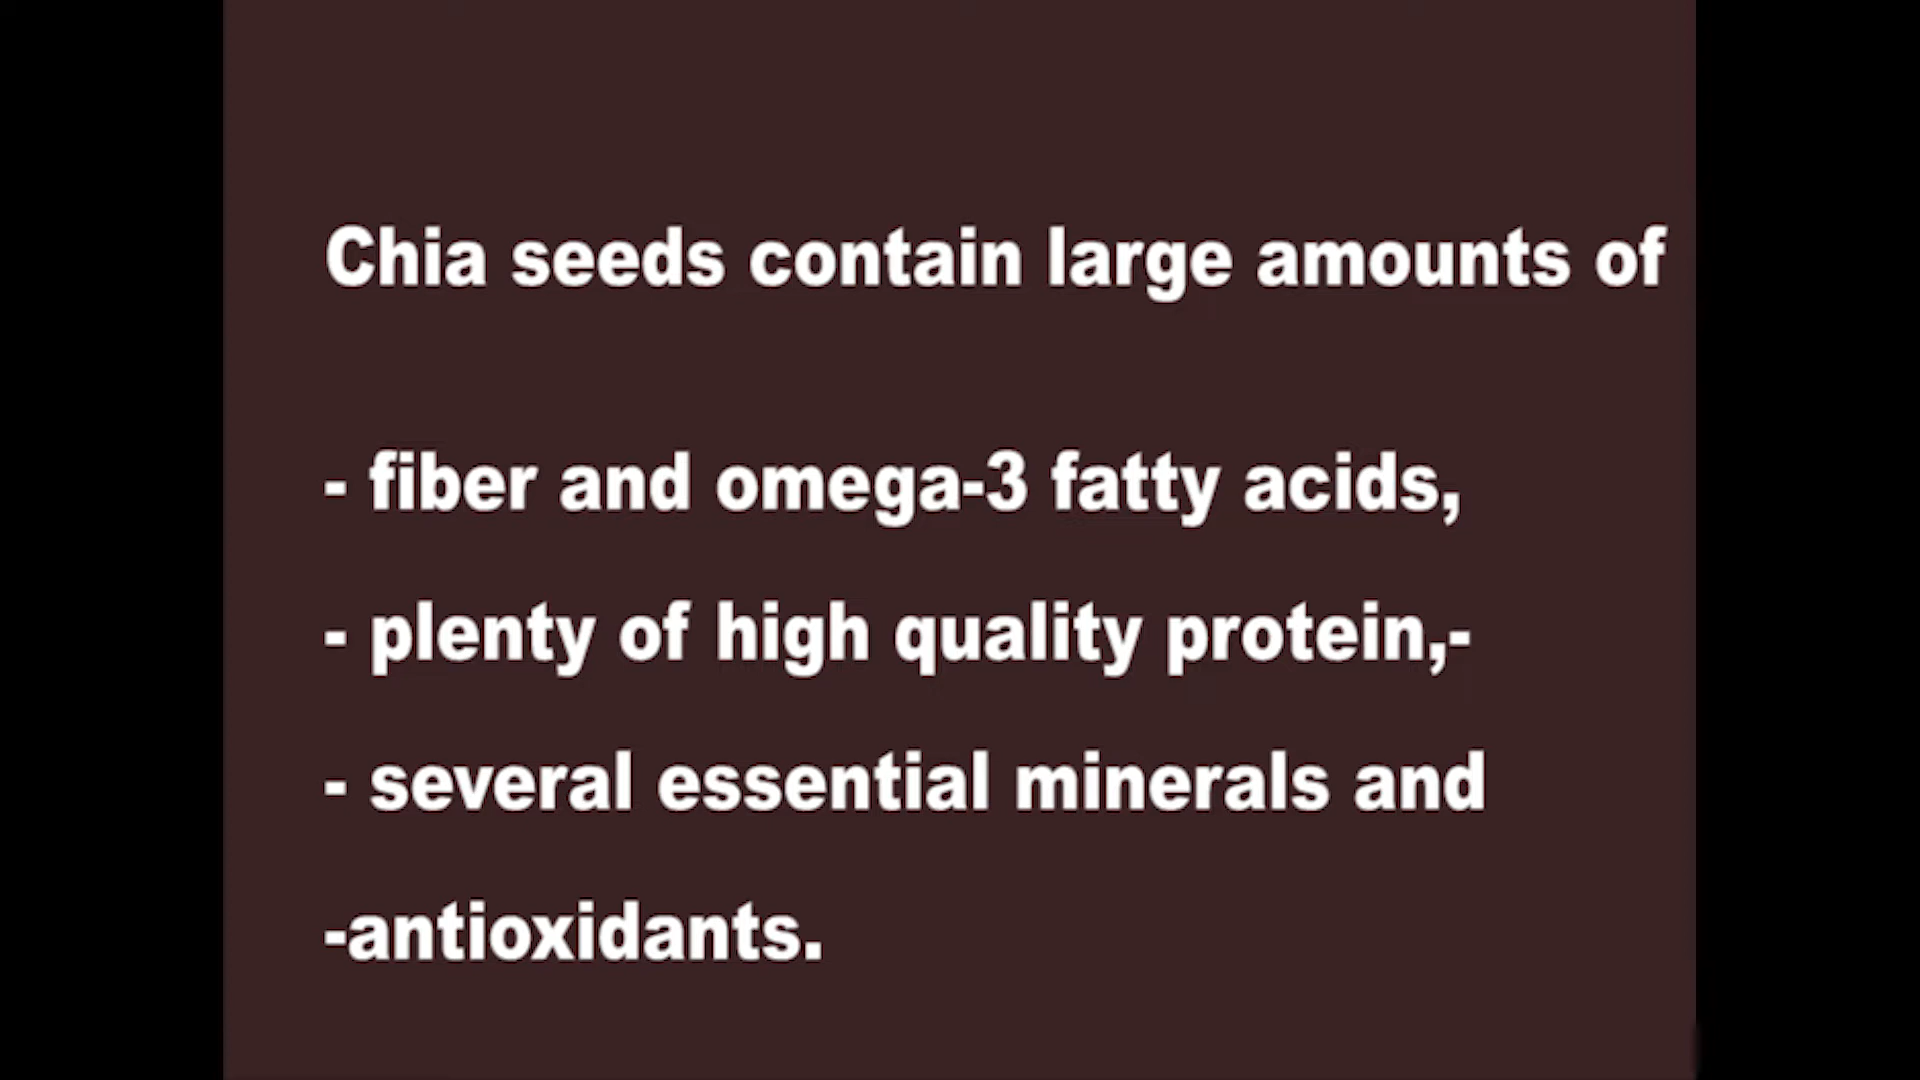 Chia seeds contain large amounts of
- fiber and omega-3 fatty acids,
- plenty of high quality protein,-
- several essential minerals and
-antioxidants.